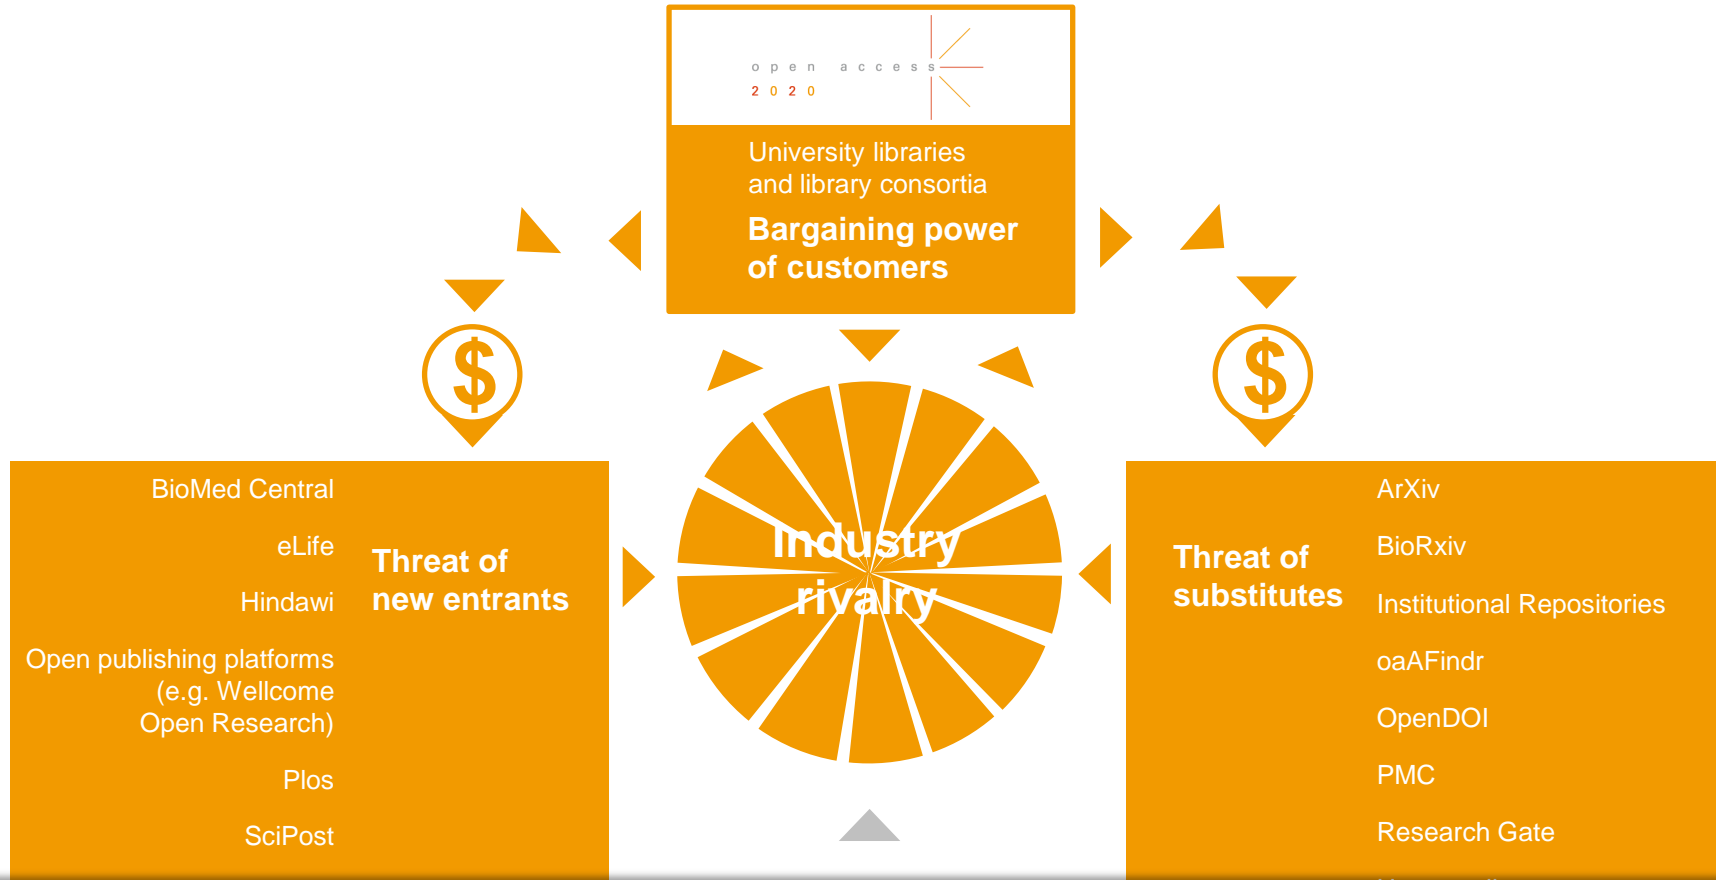 open access
2020
University libraries
and library consortia
Bargaining power
of customers
$
$
BioMed Central
eLife
Hindawi
Open publishing platforms
(e.g. Wellcome
Open Research)
Plos
SciPost
Threat of
new entrants
Industry
rivalry
Threat of
substitutes
ArXiv
BioRxiv
Institutional Repositories
oaAFindr
OpenDOI
PMC
Research Gate